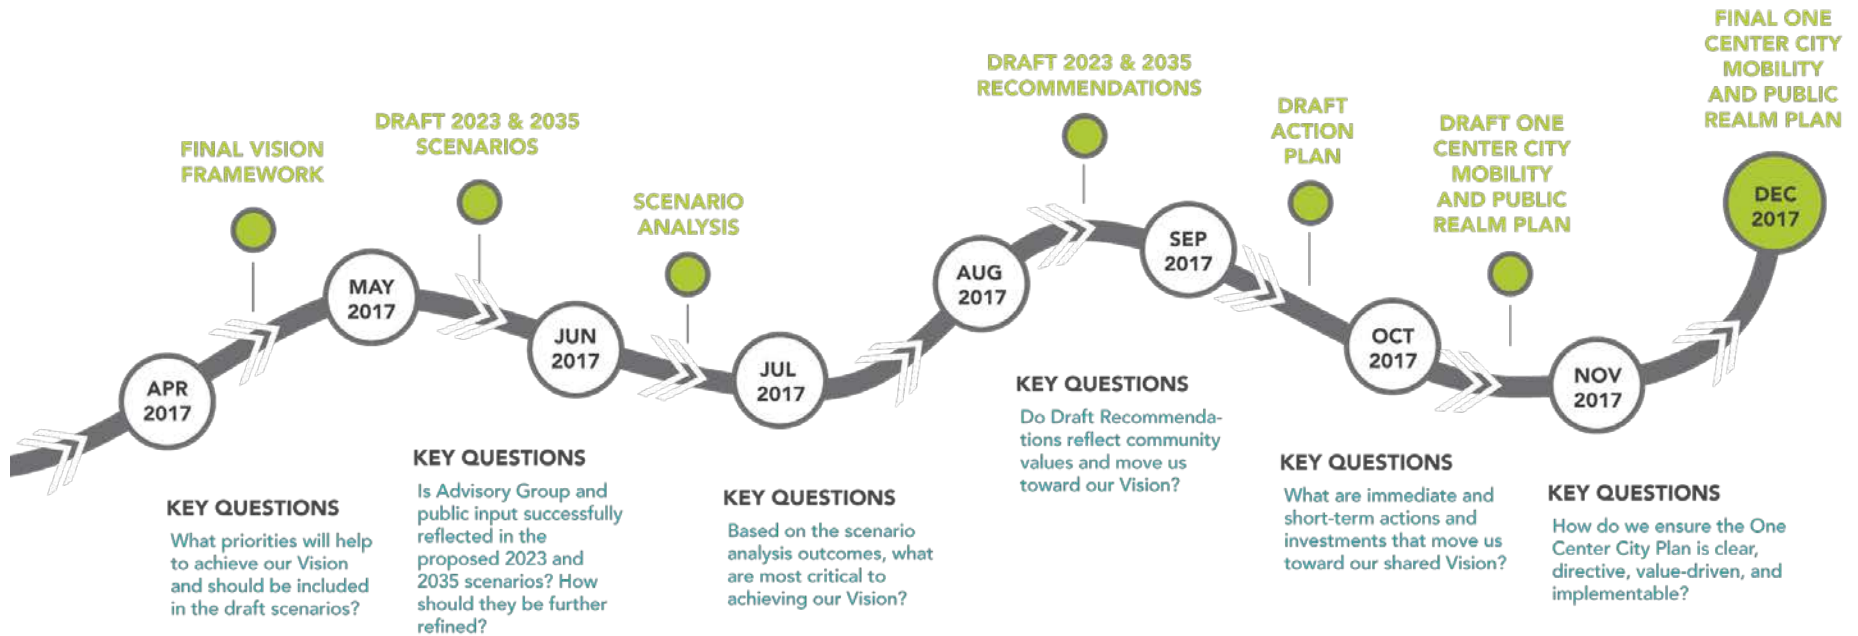 FINAL VISION
FRAMEWORK
DRAFT 2023 & 2035
SCENARIOS
SCENARIO
ANALYSIS
DRAFT 2023 & 2035
RECOMMENDATIONS
DRAFT
ACTION
PLAN
DRAFT ONE
CENTER CITY
MOBILITY
AND PUBLIC
REALM PLAN
FINAL ONE
CENTER CITY
MOBILITY
AND PUBLIC
REALM PLAN
APR
2017
MAY
2017
JUN
2017
JUL
2017
AUG
2017
SEP
2017
OCT
2017
NOV
2017
DEC
2017
KEY QUESTIONS
What priorities will help
to achieve our Vision
and should be included
in the draft scenarios?
KEY QUESTIONS
Is Advisory Group and
public input successfully
reflected in the
proposed 2023 and
2035 scenarios? How
should they be further
refined?
KEY QUESTIONS
Based on the scenario
analysis outcomes, what
are most critical to
achieving our Vision?
KEY QUESTIONS
Do Draft Recommenda-
tions reflect community
values and move us
toward our Vision?
KEY QUESTIONS
What are immediate and
short-term actions and
investments that move us
toward our shared Vision?
KEY QUESTIONS
How do we ensure the One
Center City Plan is clear,
directive, value-driven, and
implementable?